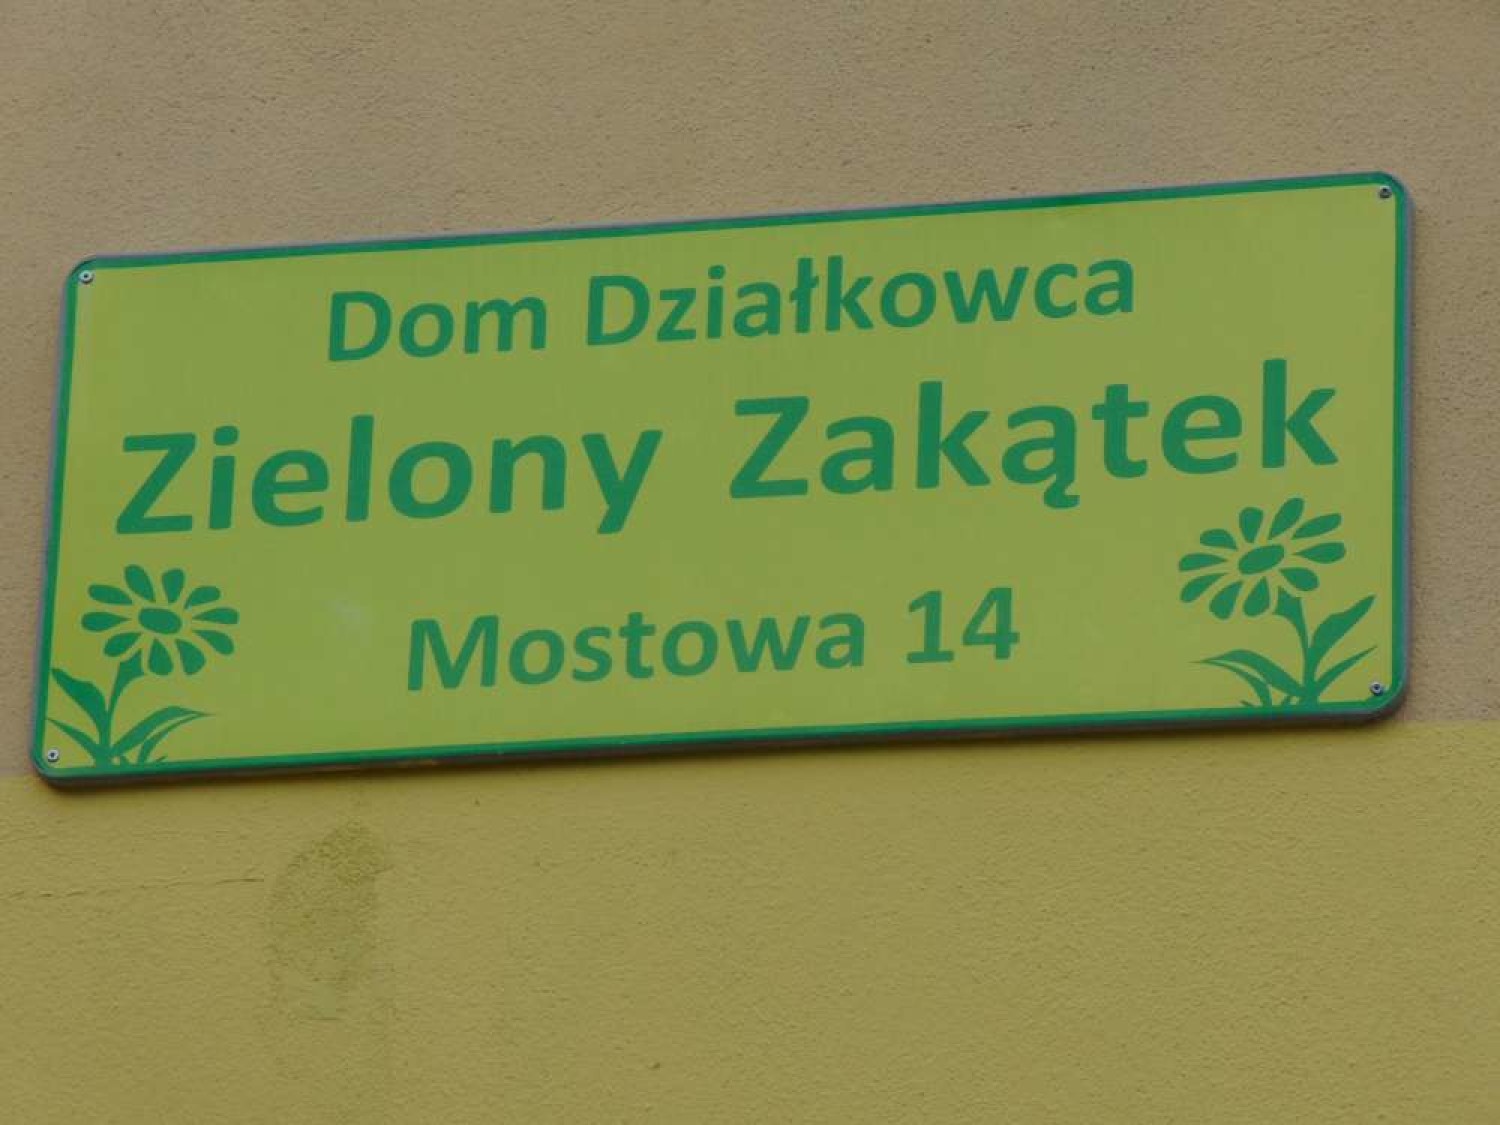 Dom Działkowca
Zielony Zakątek
Mostowa 14